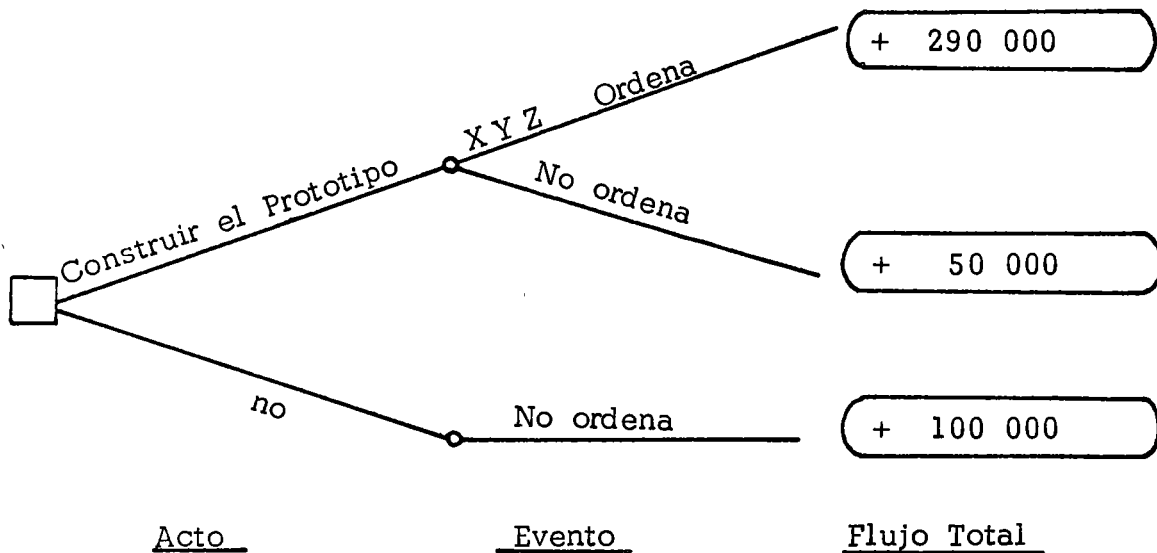 + 290 000
X Y Z Ordena
Construir el Prototipo
No ordena
+ 50 000
no
No ordena
+ 100 000
Acto Evento Flujo Total